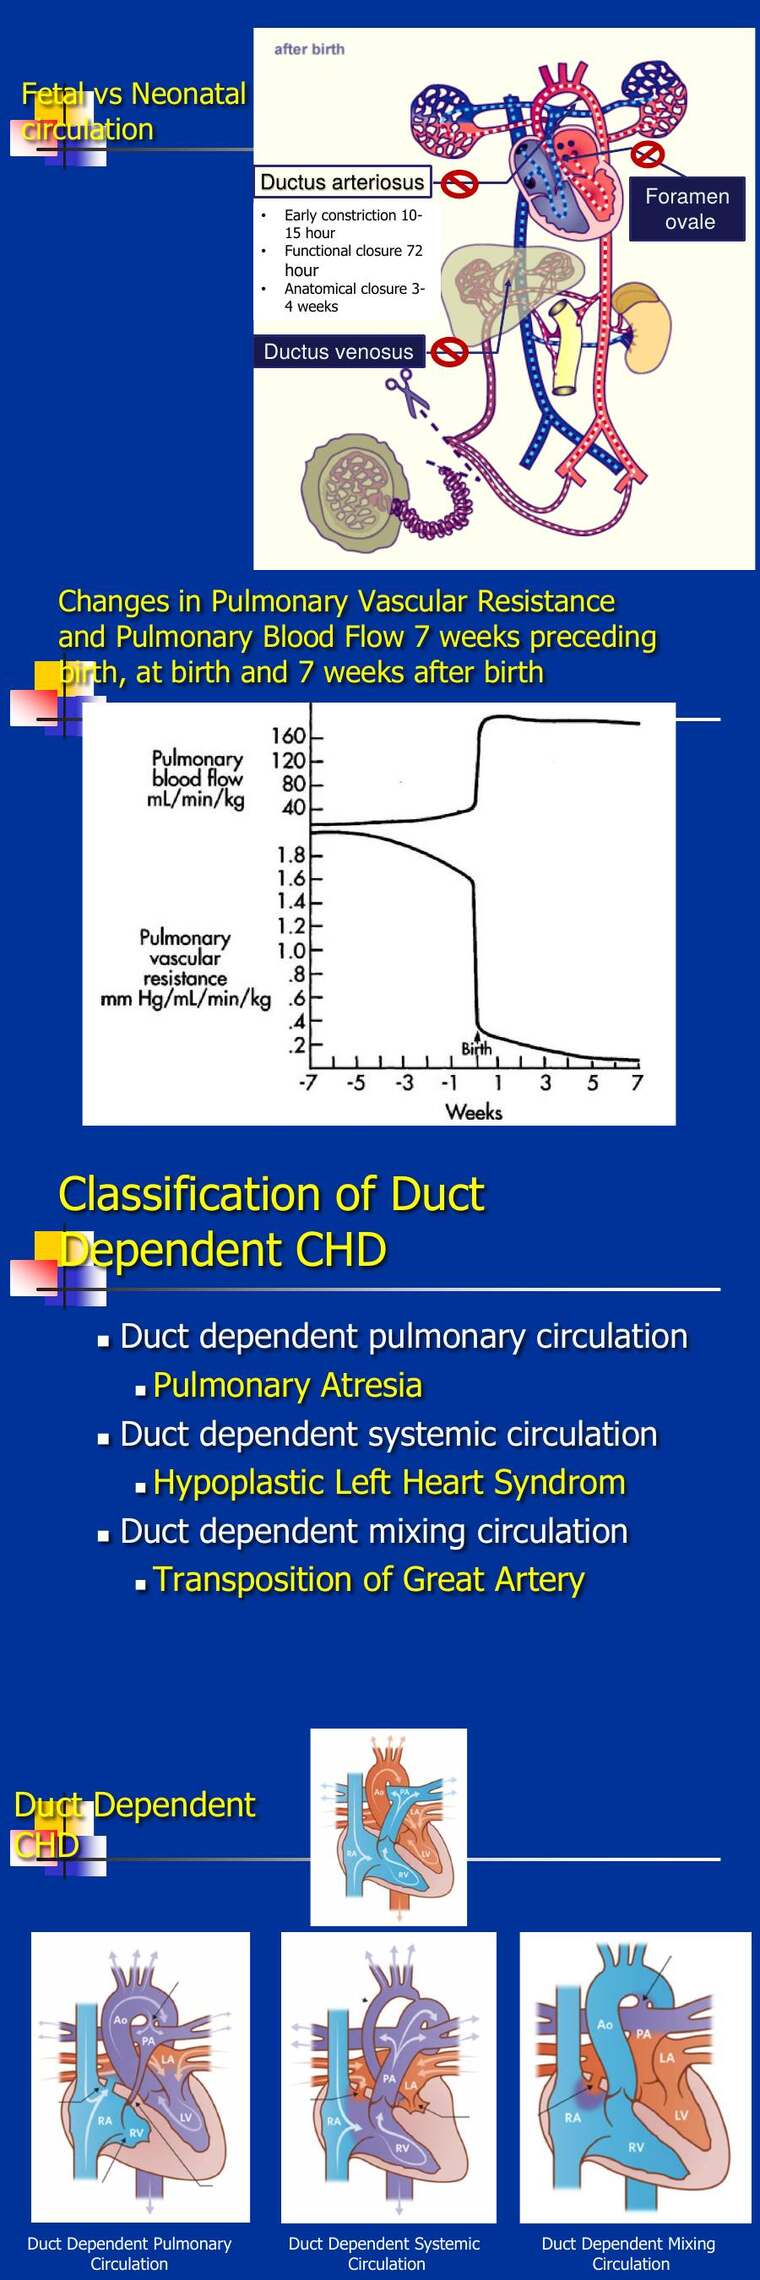 after birth
Fetal vs Neonatal
circulation
Ductus arteriosus
• Early constriction 10-
15 hour
• Functional closure 72
hour
• Anatomical closure 3-
4 weeks
Foramen
ovale
Ductus venosus
Changes in Pulmonary Vascular Resistance
and Pulmonary Blood Flow 7 weeks preceding
birth, at birth and 7 weeks after birth
Pulmonary
blood flow
mL/min/kg
160
120
80
40
1.8
1.6
1.4
1.2
1.0
.8
.6
.4
.2
Pulmonary
vascular
resistance
mm Hg/mL/min/kg
Birth
-7 -5 -3 -1 1 3 5 7
Weeks
Classification of Duct
Dependent CHD
Duct dependent pulmonary circulation
Pulmonary Atresia
Duct dependent systemic circulation
Hypoplastic Left Heart Syndrom
Duct dependent mixing circulation
Transposition of Great Artery
Duct Dependent
CHD
Ao PA
LA
RA LV
RV
Ao
PA
LA
RA
LV
RV
PA
LA
RA
RV
Ao
PA
LA
RA
LV
RV
Duct Dependent Pulmonary
Circulation
Duct Dependent Systemic
Circulation
Duct Dependent Mixing
Circulation